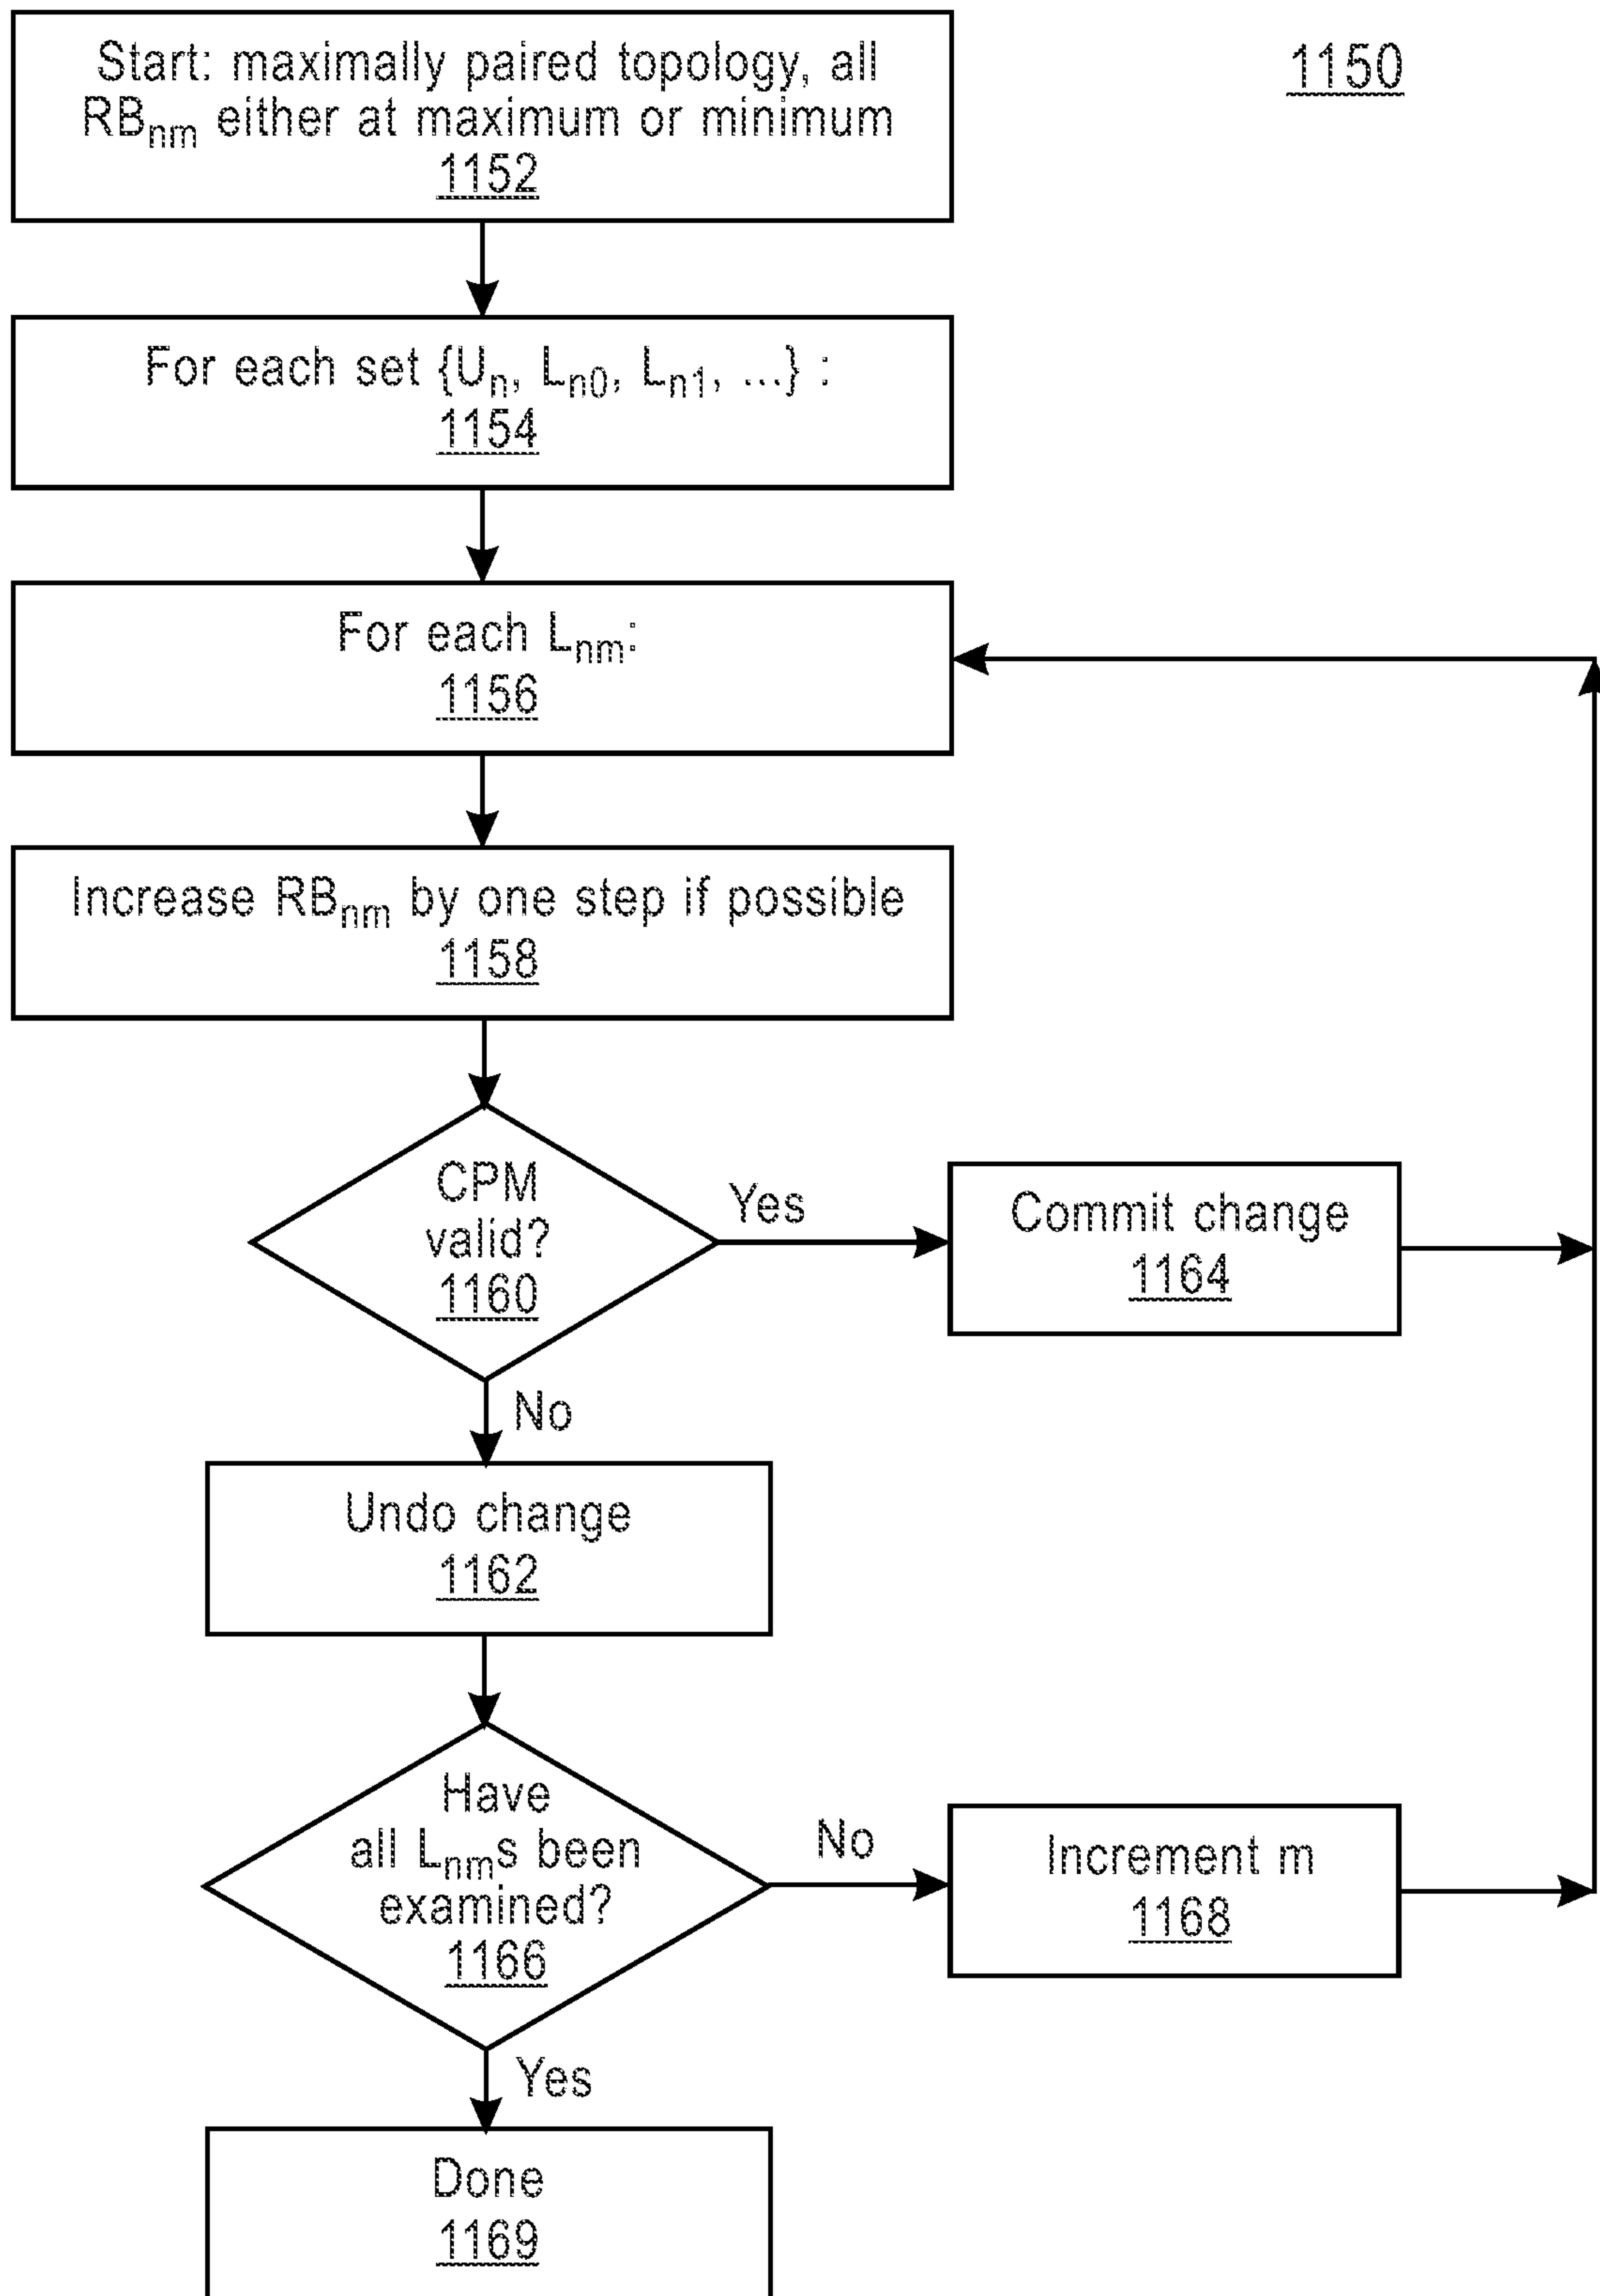 1150
Start: maximally paired topology, all
RBnm either at maximum or minimum
1152
For each set {Un, Ln0, Ln1, ...} :
1154
For each Lnm:
1156
Increase RBnm by one step if possible
1158
CPM
valid?
1160
Yes
Commit change
1164
No
Undo change
1162
Have
all Lnms been
examined?
1166
No
Increment m
1168
Yes
Done
1169